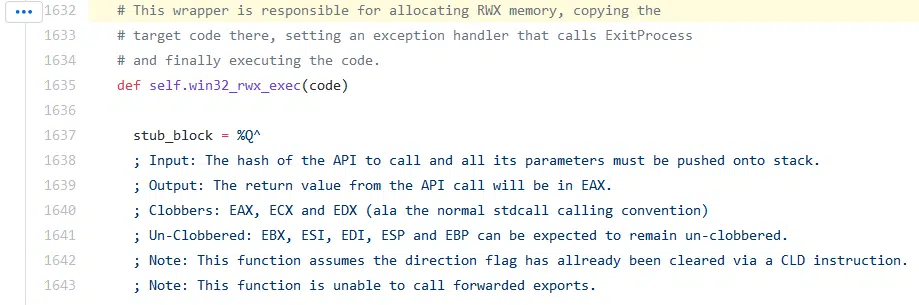 1632 # This wrapper is responsible for allocating RWX memory, copying the
1633 # target code there, setting an exception handler that calls ExitProcess
1634 # and finally executing the code.
1635 def self.win32_rwx_exec(code)
1636
1637 stub_block = %Q^
1638 ; Input: The hash of the API to call and all its parameters must be pushed onto stack.
1639 ; Output: The return value from the API call will be in EAX.
1640 ; Clobbers: EAX, ECX and EDX (ala the normal stdcall calling convention)
1641 ; Un-Clobbered: EBX, ESI, EDI, ESP and EBP can be expected to remain un-clobbered.
1642 ; Note: This function assumes the direction flag has allready been cleared via a CLD instruction.
1643 ; Note: This function is unable to call forwarded exports.